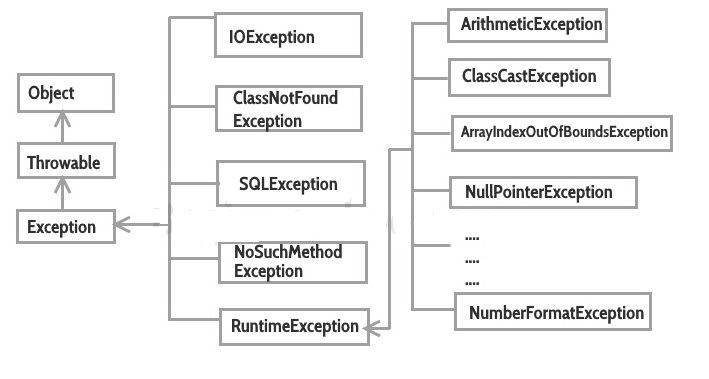 Object
Throwable
Exception
IOException
ClassNotFound
Exception
SQLException
NoSuchMethod
Exception
RuntimeException
ArithmeticException
ClassCastException
ArrayIndexOutOfBoundsException
NullPointerException
....
....
....
NumberFormatException